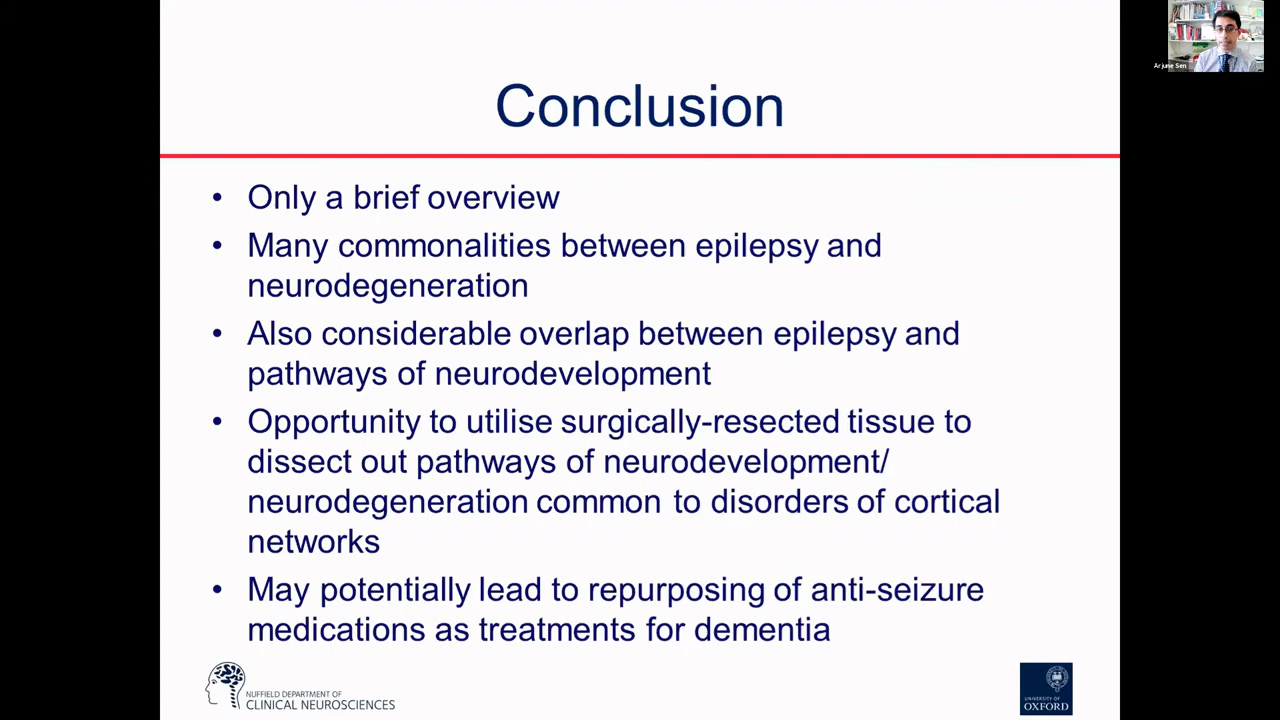 Arjune Sen
Conclusion
• Only a brief overview
• Many commonalities between epilepsy and
neurodegeneration
• Also considerable overlap between epilepsy and
pathways of neurodevelopment
• Opportunity to utilise surgically-resected tissue to
dissect out pathways of neurodevelopment/
neurodegeneration common to disorders of cortical
networks
• May potentially lead to repurposing of anti-seizure
medications as treatments for dementia
NUFFIELD DEPARTMENT OF
CLINICAL NEUROSCIENCES
UNIVERSITY OF
OXFORD